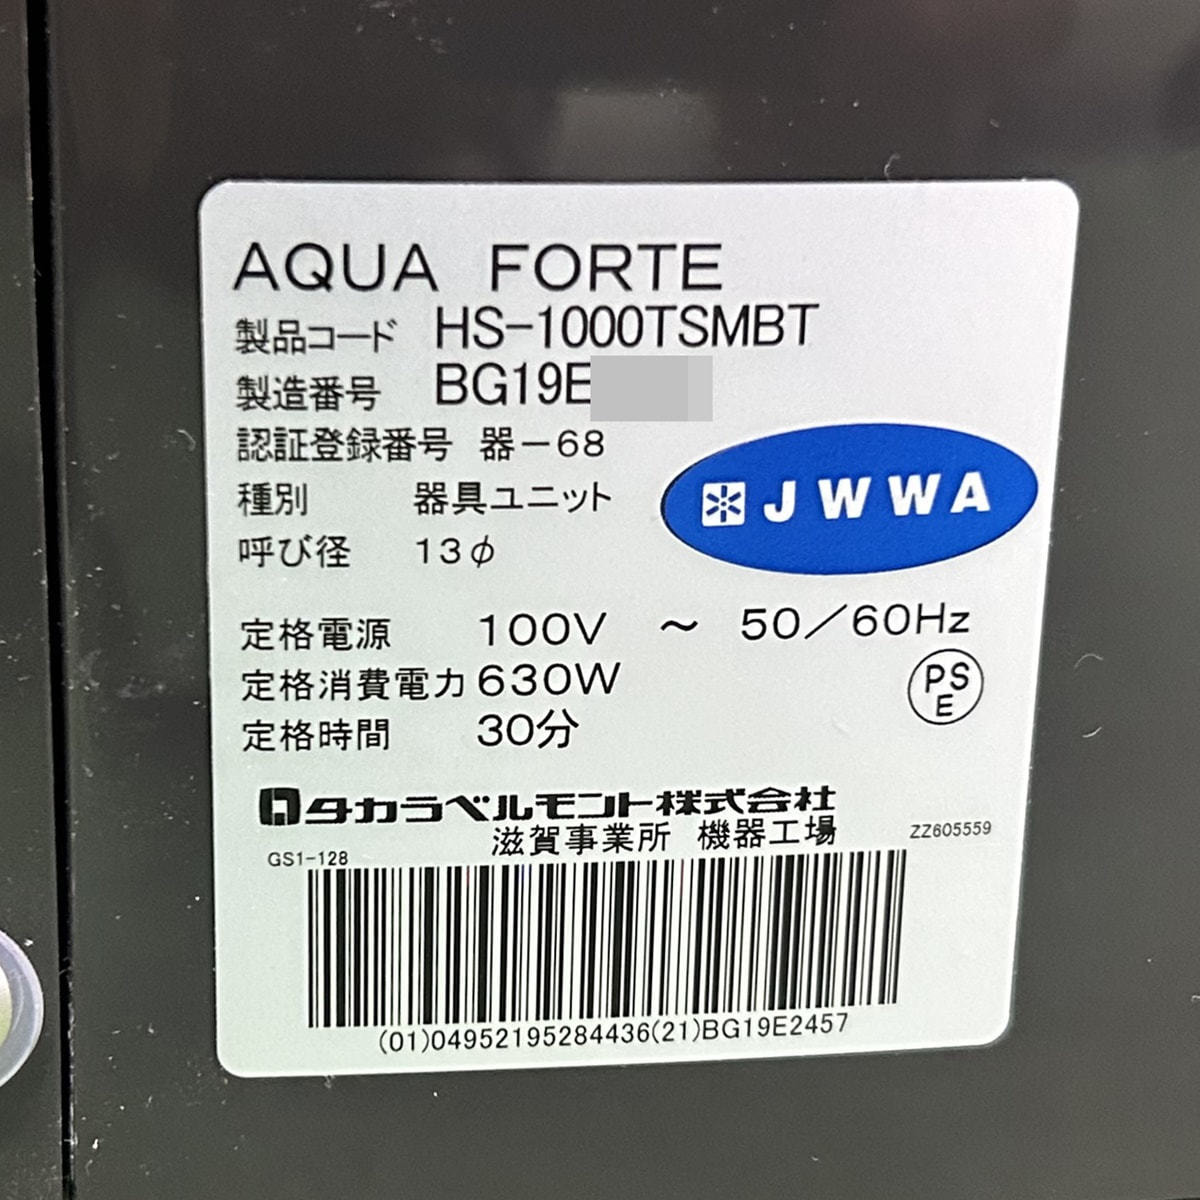 AQUA FORTE
製品コード HS-1000TSMBT
製造番号 BG19E
認証登録番号 器-68
種別 器具ユニット
JWWA
呼び径 13φ
定格電源 100V ~ 50/60Hz
定格消費電力 630W
PS
E
定格時間 30分
タカラベルモント株式会社
滋賀事業所 機器工場
ZZ605559
GS1-128
(01)04952195284436(21)BG19E2457